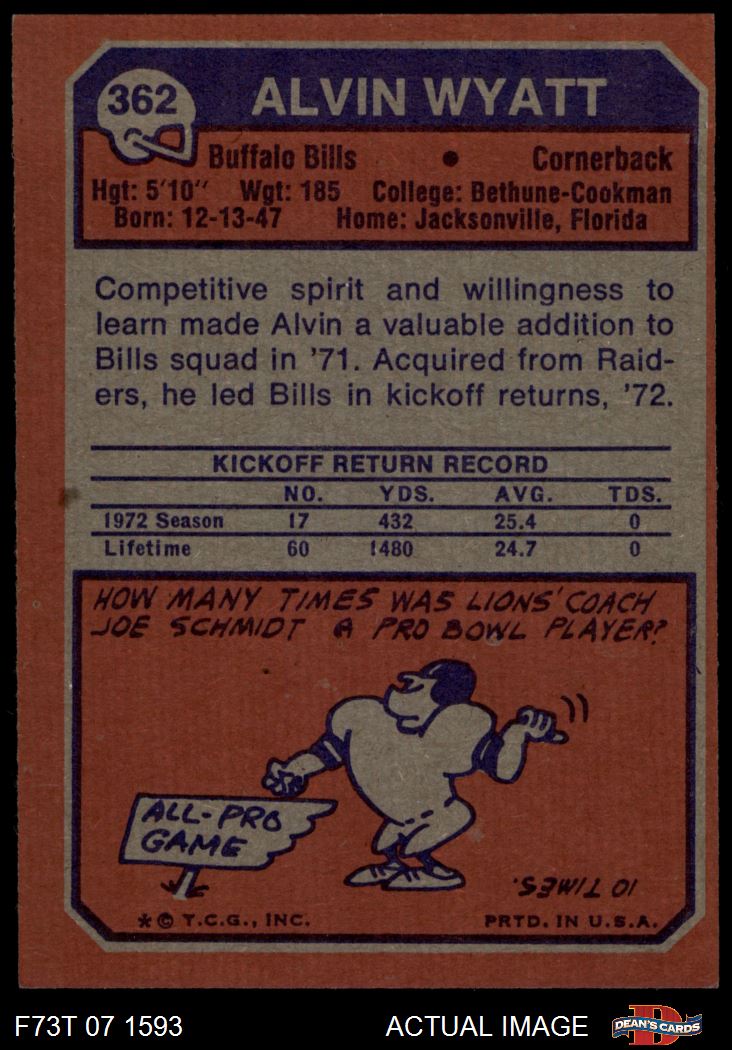 362
ALVIN WYATT
Buffalo Bills • Cornerback
Hgt: 5'10" Wgt: 185 College: Bethune-Cookman
Born: 12-13-47 Home: Jacksonville, Florida
Competitive spirit and willingness to
learn made Alvin a valuable addition to
Bills squad in '71. Acquired from Raid-
ers, he led Bills in kickoff returns, '72.
KICKOFF RETURN RECORD
NO. YDS. AVG. TDS.
1972 Season 17 432 25.4 0
Lifetime 60 1480 24.7 0
HOW MANY TIMES WAS LIONS' COACH
JOE SCHMIDT A PRO BOWL PLAYER?
ALL-PRO
GAME
10 TIMES.
* © T.C.G., INC. PRTD. IN U.S.A.
F73T 07 1593 ACTUAL IMAGE
D
DEAN'S CARDS